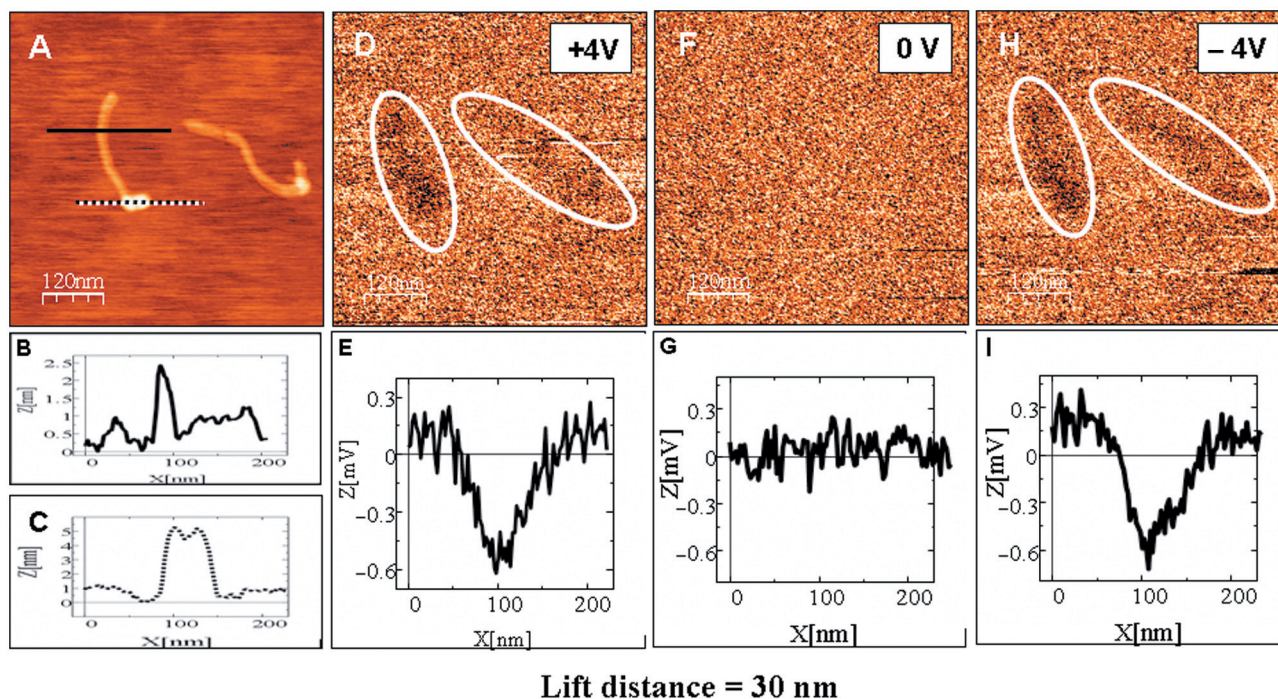 A
120nm
D
+4V
120nm
F
0 V
120nm
H
– 4V
120nm
B
Z[nm]
2.5
2
1.5
1
0.5
0
100
200
X[nm]
C
Z[nm]
5
4
3
2
1
0
0
100
200
X[nm]
E
Z[mV]
0.3
0
−0.3
−0.6
0
100
200
X[nm]
G
Z[mV]
0.3
0
−0.3
−0.6
0
100
200
X[nm]
I
Z[mV]
0.3
0
−0.3
−0.6
0
100
200
X[nm]
Lift distance = 30 nm